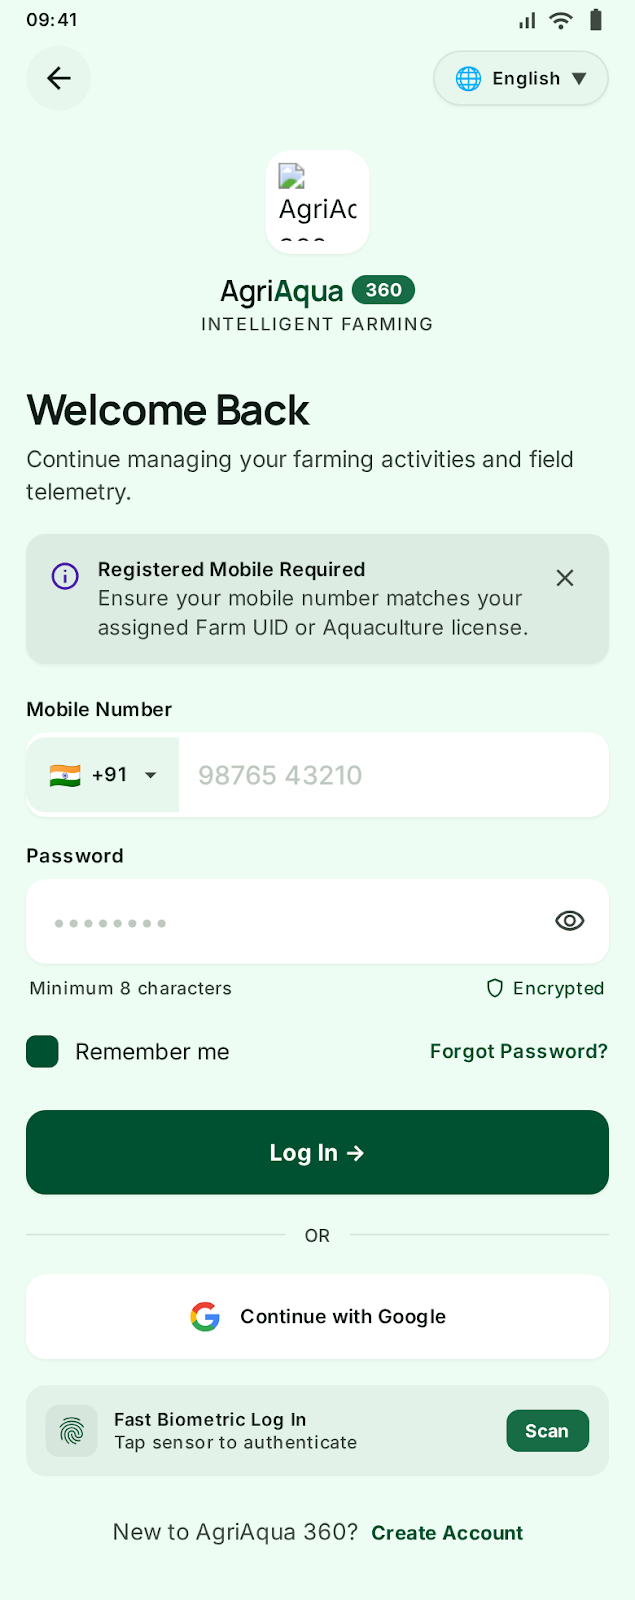 09:41
English ▼
AgriAc
AgriAqua 360
INTELLIGENT FARMING
Welcome Back
Continue managing your farming activities and field
telemetry.
Registered Mobile Required
Ensure your mobile number matches your
assigned Farm UID or Aquaculture license.
Mobile Number
+91
98765 43210
Password
••••••••
Minimum 8 characters
Encrypted
Remember me
Forgot Password?
Log In →
OR
Continue with Google
Fast Biometric Log In
Tap sensor to authenticate
Scan
New to AgriAqua 360? Create Account